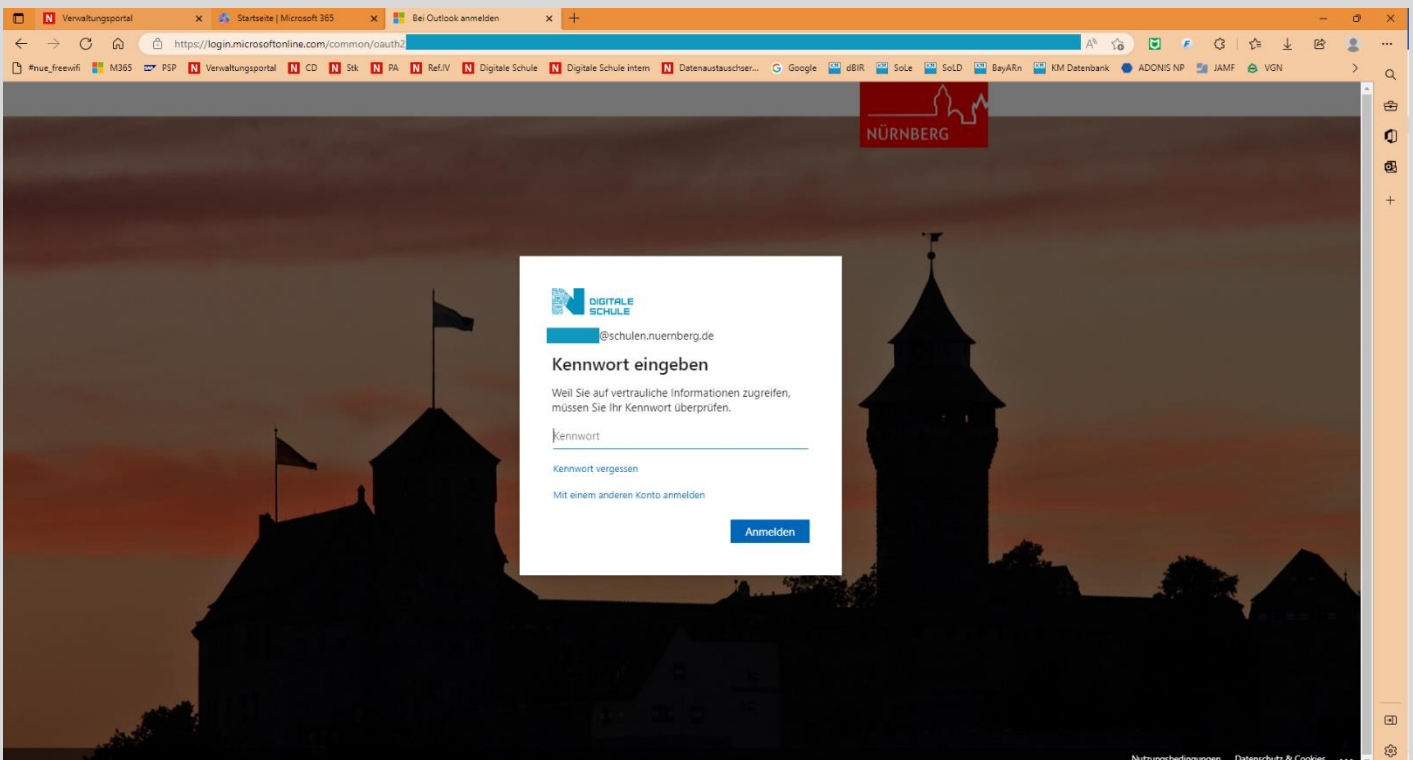 Verwaltungsportal
Startseite | Microsoft 365
Bei Outlook anmelden
https://login.microsoftonline.com/common/oauth2
#nue_freewifi M365 PSP Verwaltungsportal CD Stk PA Ref.IV Digitale Schule Digitale Schule intern Datenaustauschser... Google dBIR SoLe SoLD BayARn KM Datenbank ADONIS NP JAMF VGN
NÜRNBERG
DIGITALE
SCHULE
@schulen.nuernberg.de
Kennwort eingeben
Weil Sie auf vertrauliche Informationen zugreifen,
müssen Sie Ihr Kennwort überprüfen.
Kennwort
Kennwort vergessen
Mit einem anderen Konto anmelden
Anmelden
Nutzungsbedingungen Datenschutz & Cookies ...